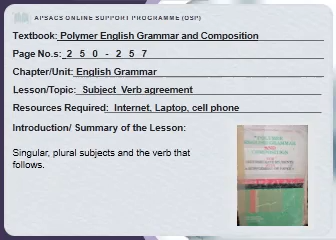 APSACS ONLINE SUPPORT PROGRAMME (OSP)
Textbook: Polymer English Grammar and Composition
Page No.s: 2 5 0 - 2 5 7
Chapter/Unit: English Grammar
Lesson/Topic: Subject Verb agreement
Resources Required: Internet, Laptop, cell phone
Introduction/ Summary of the Lesson:
Singular, plural subjects and the verb that
follows.